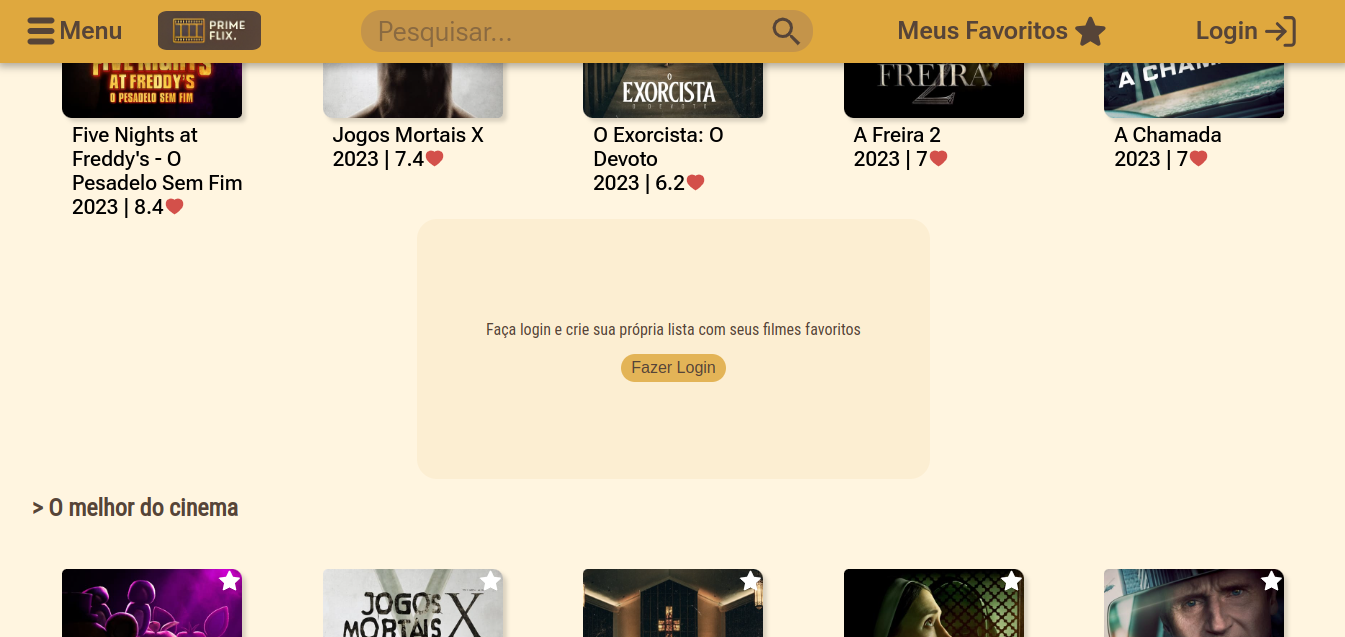 Menu
PRIME
FLIX.
Pesquisar...
Meus Favoritos
Login
FIVE NIGHTS
AT FREDDY'S
O PESADELO SEM FIM
O
EXORCISTA
O DEVOTO
FREIRA
2
A CHAMADA
Five Nights at
Freddy's - O
Pesadelo Sem Fim
2023 | 8.4
Jogos Mortais X
2023 | 7.4
O Exorcista: O
Devoto
2023 | 6.2
A Freira 2
2023 | 7
A Chamada
2023 | 7
Faça login e crie sua própria lista com seus filmes favoritos
Fazer Login
> O melhor do cinema
JOGOS
MORTAIS X